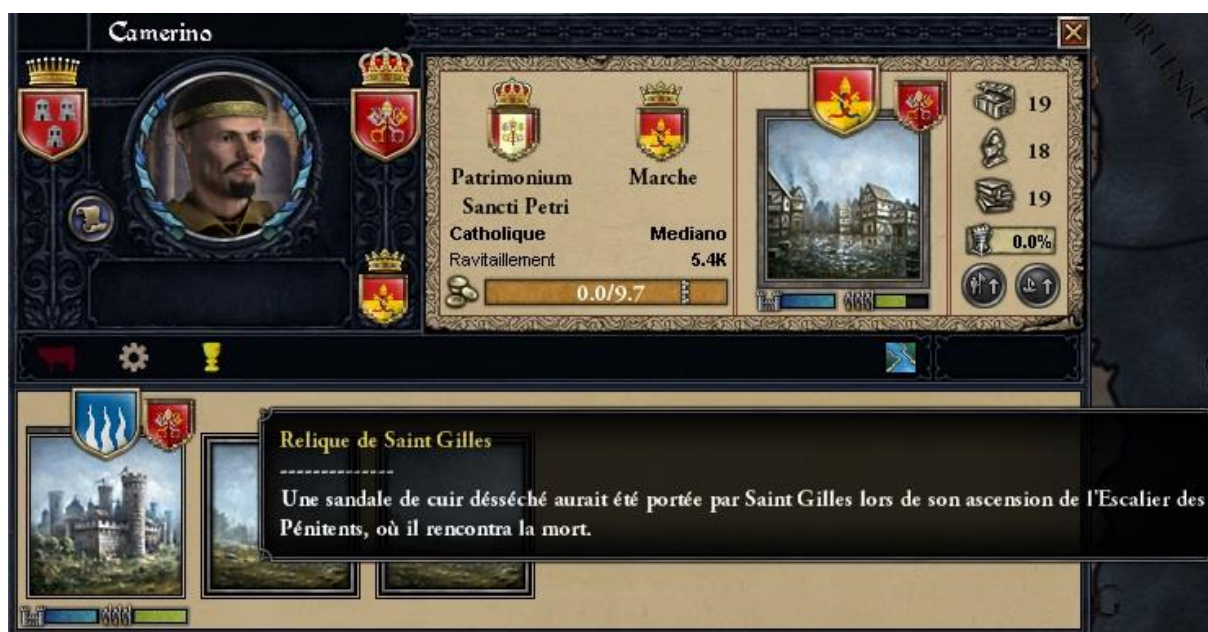 Camerino
Patrimonium
Sancti Petri
Marche
Catholique Mediano
Ravitaillement 5.4K
0.0/9.7
19
18
19
0.0%
Relique de Saint Gilles
--------------
Une sandale de cuir désséché aurait été portée par Saint Gilles lors de son ascension de l'Escalier des
Pénitents, où il rencontra la mort.